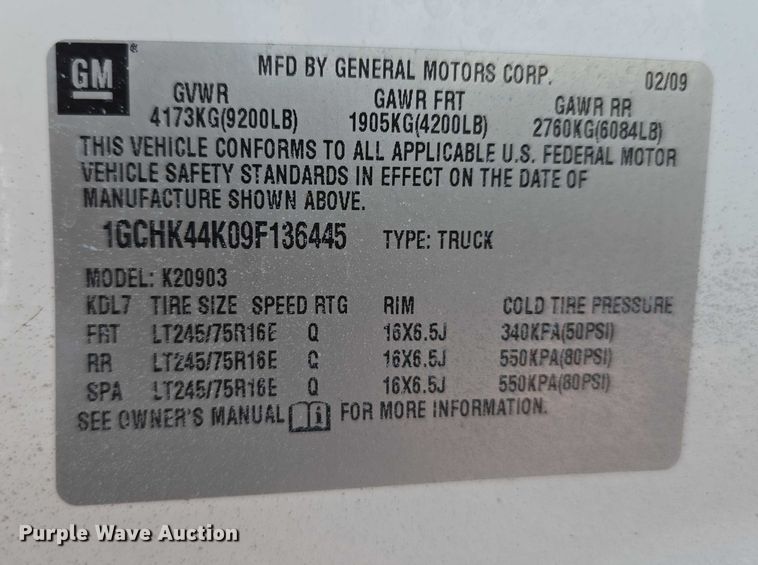 GM
MFD BY GENERAL MOTORS CORP. 02/09
GVWR GAWR FRT GAWR RR
4173KG(9200LB) 1905KG(4200LB) 2760KG(6084LB)
THIS VEHICLE CONFORMS TO ALL APPLICABLE U.S. FEDERAL MOTOR
VEHICLE SAFETY STANDARDS IN EFFECT ON THE DATE OF
MANUFACTURE SHOWN ABOVE.
1GCHK44K09F136445 TYPE: TRUCK
MODEL: K20903
KDL7 TIRE SIZE SPEED RTG RIM COLD TIRE PRESSURE
FRT LT245/75R16E Q 16X6.5J 340KPA(50PSI)
RR LT245/75R16E Q 16X6.5J 550KPA(80PSI)
SPA LT245/75R16E Q 16X6.5J 550KPA(80PSI)
SEE OWNER'S MANUAL i FOR MORE INFORMATION.
Purple Wave Auction